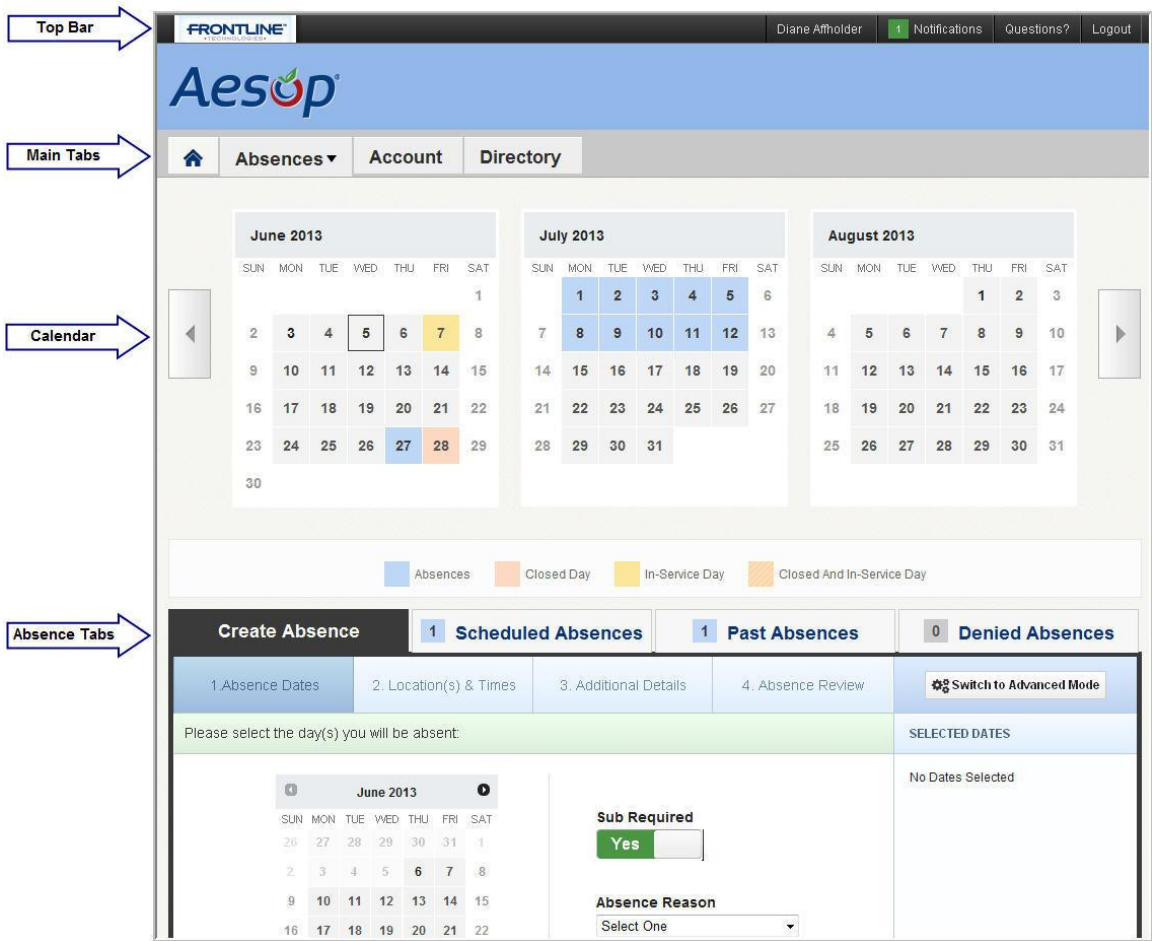 Top Bar
FRONTLINE
TECHNOLOGIES
Diane Affholder 1 Notifications Questions? Logout
Aesop
Main Tabs
Absences Account Directory
June 2013 July 2013 August 2013
SUN MON TUE WED THU FRI SAT SUN MON TUE WED THU FRI SAT SUN MON TUE WED THU FRI SAT
1 1 2 3 4 5 6 1 2 3
Calendar
2 3 4 5 6 7 8 7 8 9 10 11 12 13 4 5 6 7 8 9 10
9 10 11 12 13 14 15 14 15 16 17 18 19 20 11 12 13 14 15 16 17
16 17 18 19 20 21 22 21 22 23 24 25 26 27 18 19 20 21 22 23 24
23 24 25 26 27 28 29 28 29 30 31 25 26 27 28 29 30 31
30
Absences Closed Day In-Service Day Closed And In-Service Day
Absence Tabs
Create Absence 1 Scheduled Absences 1 Past Absences 0 Denied Absences
1.Absence Dates 2. Location(s) & Times 3. Additional Details 4. Absence Review Switch to Advanced Mode
Please select the day(s) you will be absent: SELECTED DATES
No Dates Selected
June 2013
SUN MON TUE WED THU FRI SAT
Sub Required
26 27 28 29 30 31 1
Yes
2 3 4 5 6 7 8
9 10 11 12 13 14 15
Absence Reason
16 17 18 19 20 21 22
Select One